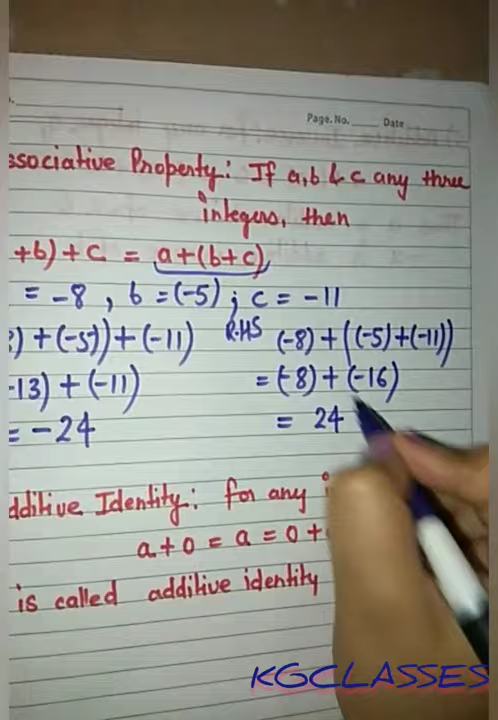 Page. No. Date
ssociative Property: If a, b & c any three
integers, then
+b) + c = a+(b+c)
= -8 , b = (-5) ; c = -11
) + (-5)) + (-11)
-13) + (-11)
= -24
R.HS (-8) + ((-5)+(-11))
= (-8) + (-16)
= 24
dditive Identity: for any
a+0 = a = 0+
is called additive identity
KGCLASSES